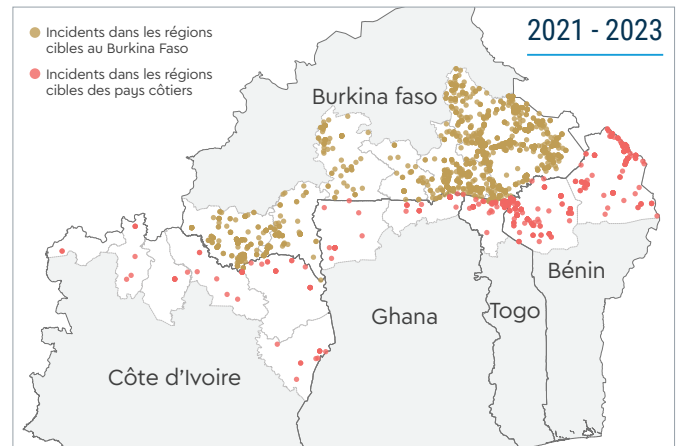 2021 - 2023
Incidents dans les régions
cibles au Burkina Faso
Incidents dans les régions
cibles des pays côtiers
Burkina faso
Bénin
Togo
Ghana
Côte d'Ivoire